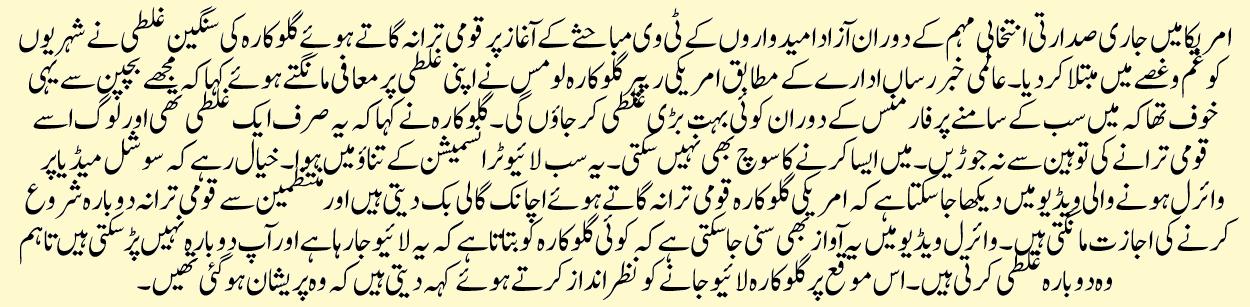 امریکا میں جاری صدارتی انتخابی مہم کے دوران آزاد امیدواروں کے ٹی وی مباحثے کے آغاز پر قومی ترانہ گاتے ہوئے گلوکارہ کی سنگین غلطی نے شہریوں
کو غم و غصے میں مبتلا کر دیا۔ عالمی خبر رساں ادارے کے مطابق امریکی ریپر گلوکارہ لومس نے اپنی غلطی پر معافی مانگتے ہوئے کہا کہ مجھے بچپن سے یہی
خوف تھا کہ میں سب کے سامنے پرفارمنس کے دوران کوئی بہت بڑی غلطی کر جاؤں گی۔ گلوکارہ نے کہا کہ یہ صرف ایک غلطی تھی اور لوگ اسے
قومی ترانے کی توہین سے نہ جوڑیں۔ میں ایسا کرنے کا سوچ بھی نہیں سکتی۔ یہ سب لائیو ٹرانسمیشن کے تناؤ میں ہوا۔ خیال رہے کہ سوشل میڈیا پر
وائرل ہونے والی ویڈیو میں دیکھا جاسکتا ہے کہ امریکی گلوکارہ قومی ترانہ گاتے ہوئے اچانک گالی بک دیتی ہیں اور منتظمین سے قومی ترانہ دوبارہ شروع
کرنے کی اجازت مانگتی ہیں۔ وائرل ویڈیو میں یہ آواز بھی سنی جاسکتی ہے کہ کوئی گلوکارہ کو بتاتا ہے کہ یہ لائیو جارہا ہے اور آپ دوبارہ نہیں پڑ سکتی ہیں تاہم
وہ دوبارہ غلطی کرتی ہیں۔ اس موقع پر گلوکارہ لائیو جانے کو نظر انداز کرتے ہوئے کہہ دیتی ہیں کہ وہ پریشان ہوگئی تھیں۔